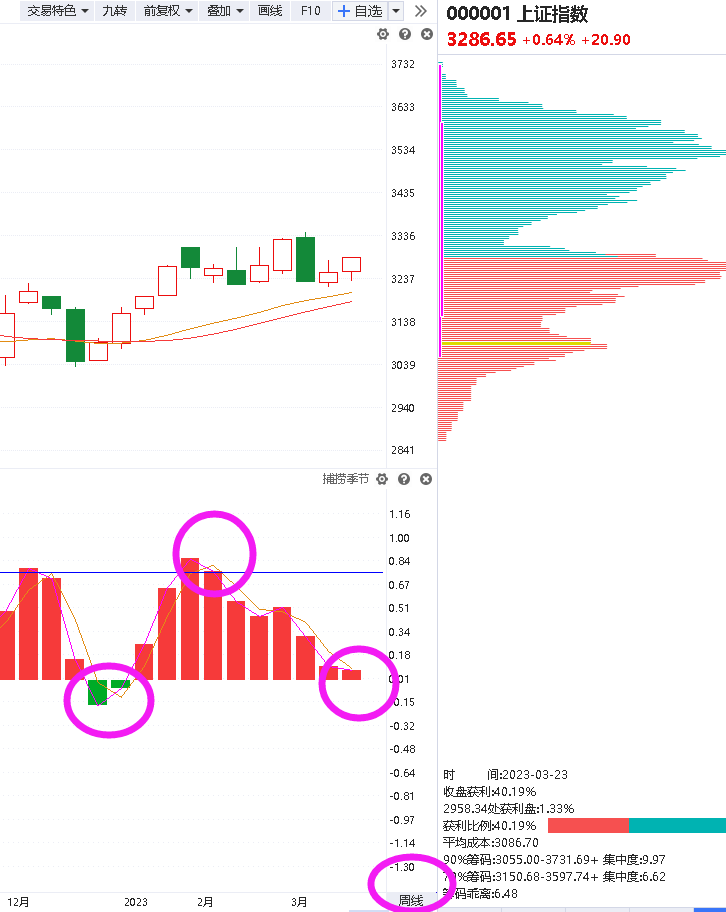 交易特色 九转 前复权 叠加 画线 F10 + 自选
000001 上证指数
3286.65 +0.64% +20.90
3732
3633
3534
3435
3336
3237
3138
3039
2940
2841
捕捞季节
1.16
1.00
0.84
0.67
0.51
0.34
0.18
0.01
-0.15
-0.32
-0.48
-0.64
-0.81
-0.97
-1.14
-1.30
12月 2023 2月 3月 周线
时 间:2023-03-23
收盘获利:40.19%
2958.34处获利盘:1.33%
获利比例:40.19%
平均成本:3086.70
90%筹码:3055.00-3731.69+ 集中度:9.97
70%筹码:3150.68-3597.74+ 集中度:6.62
筹码乖离:6.48